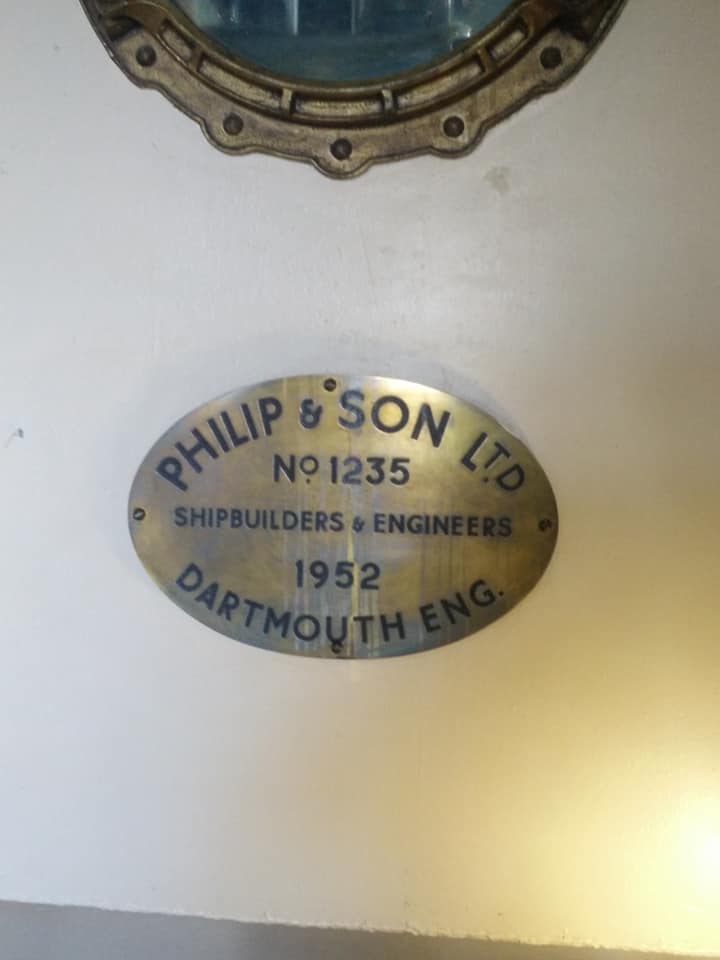 PHILIP & SON LTD
Nº 1235
SHIPBUILDERS & ENGINEERS
1952
DARTMOUTH ENG.